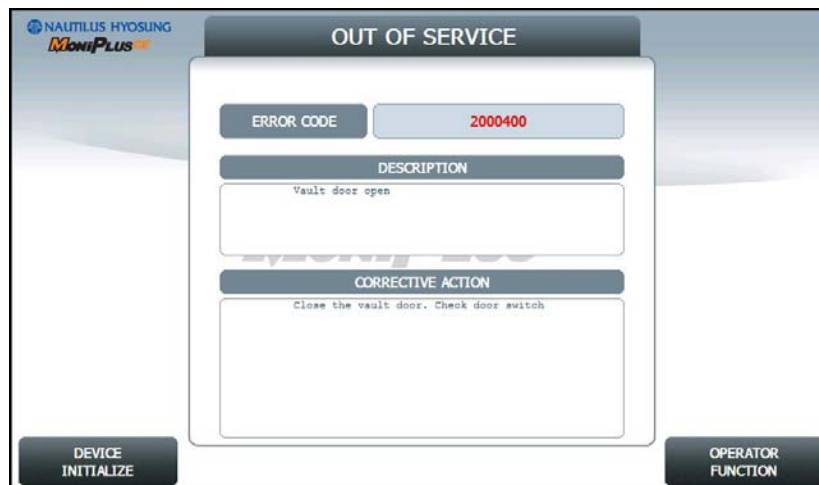 NAUTILUS HYOSUNG
MONIPLUS
OUT OF SERVICE
ERROR CODE
2000400
DESCRIPTION
Vault door open
CORRECTIVE ACTION
Close the vault door. Check door switch
DEVICE
INITIALIZE
OPERATOR
FUNCTION